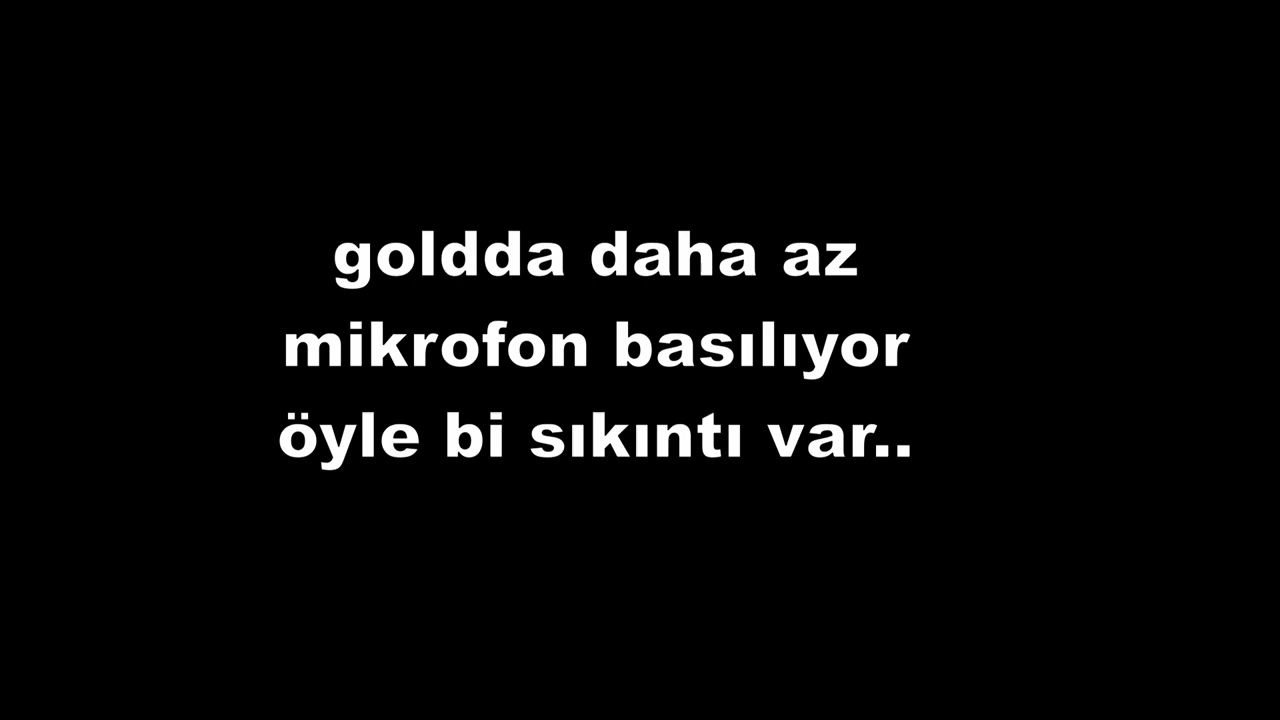 goldda daha az
mikrofon basılıyor
öyle bi sıkıntı var..